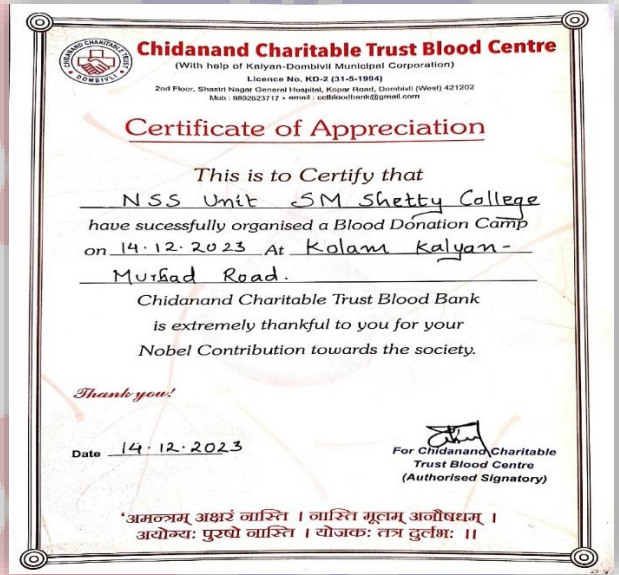 CHIDANAND CHARITABLE TRUST
DOMBIVLI
Chidanand Charitable Trust Blood Centre
(With help of Kalyan-Dombivli Municipal Corporation)
Licence No. KD-2 (31-5-1994)
2nd Floor, Shastri Nagar General Hospital, Kopar Road, Dombivli (West) 421202
Mob : 9892623717 • email : cctbloodbank@gmail.com
Certificate of Appreciation
This is to Certify that
NSS Unit SM Shetty College
have sucessfully organised a Blood Donation Camp
on 14.12.2023 At Kolam Kalyan-
Murbad Road.
Chidanand Charitable Trust Blood Bank
is extremely thankful to you for your
Nobel Contribution towards the society.
Thank you!
Date 14.12.2023
For Chidanand Charitable
Trust Blood Centre
(Authorised Signatory)
'अमन्त्रम् अक्षरं नास्ति । नास्ति मूलम् अनौषधम् ।
अयोग्यः पुरषो नास्ति । योजकः तत्र दुर्लभः ।।